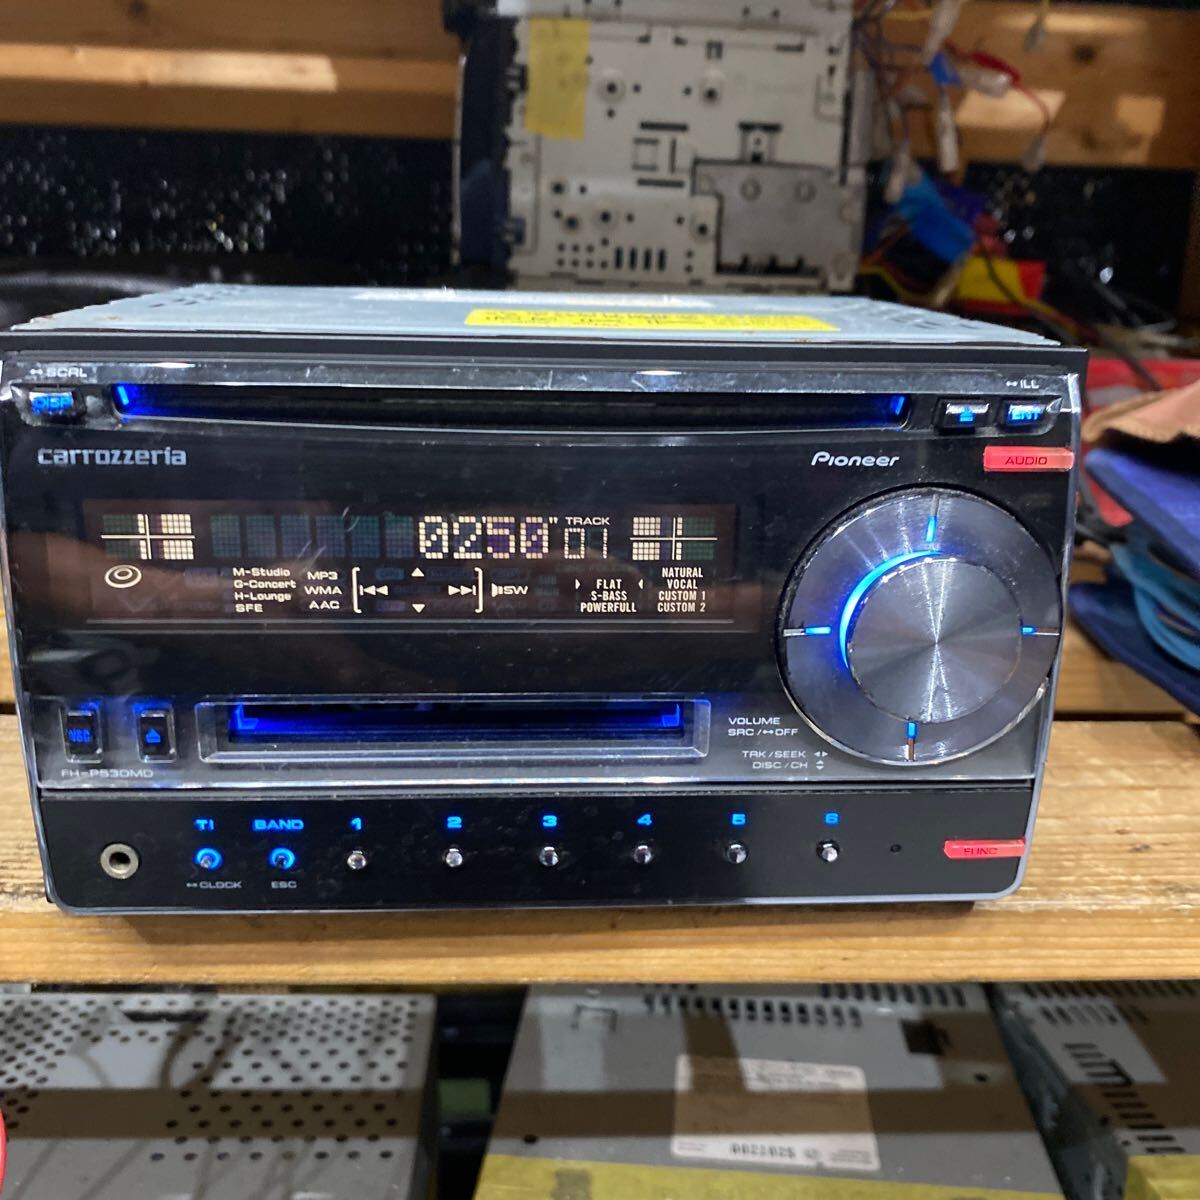 ↔SCRL
DISP
↔ILL
ENT
carrozzeria
Pioneer
AUDIO
0250" TRACK 01
M-Studio
G-Concert
H-Lounge
SFE
MP3
WMA
AAC
SW
FLAT
S-BASS
POWERFULL
NATURAL
VOCAL
CUSTOM 1
CUSTOM 2
VOLUME
SRC/↔OFF
TRK/SEEK ◂▸
DISC/CH
FH-P530MD
TI
BAND
1
2
3
4
5
6
↔CLOCK
ESC
FUNC